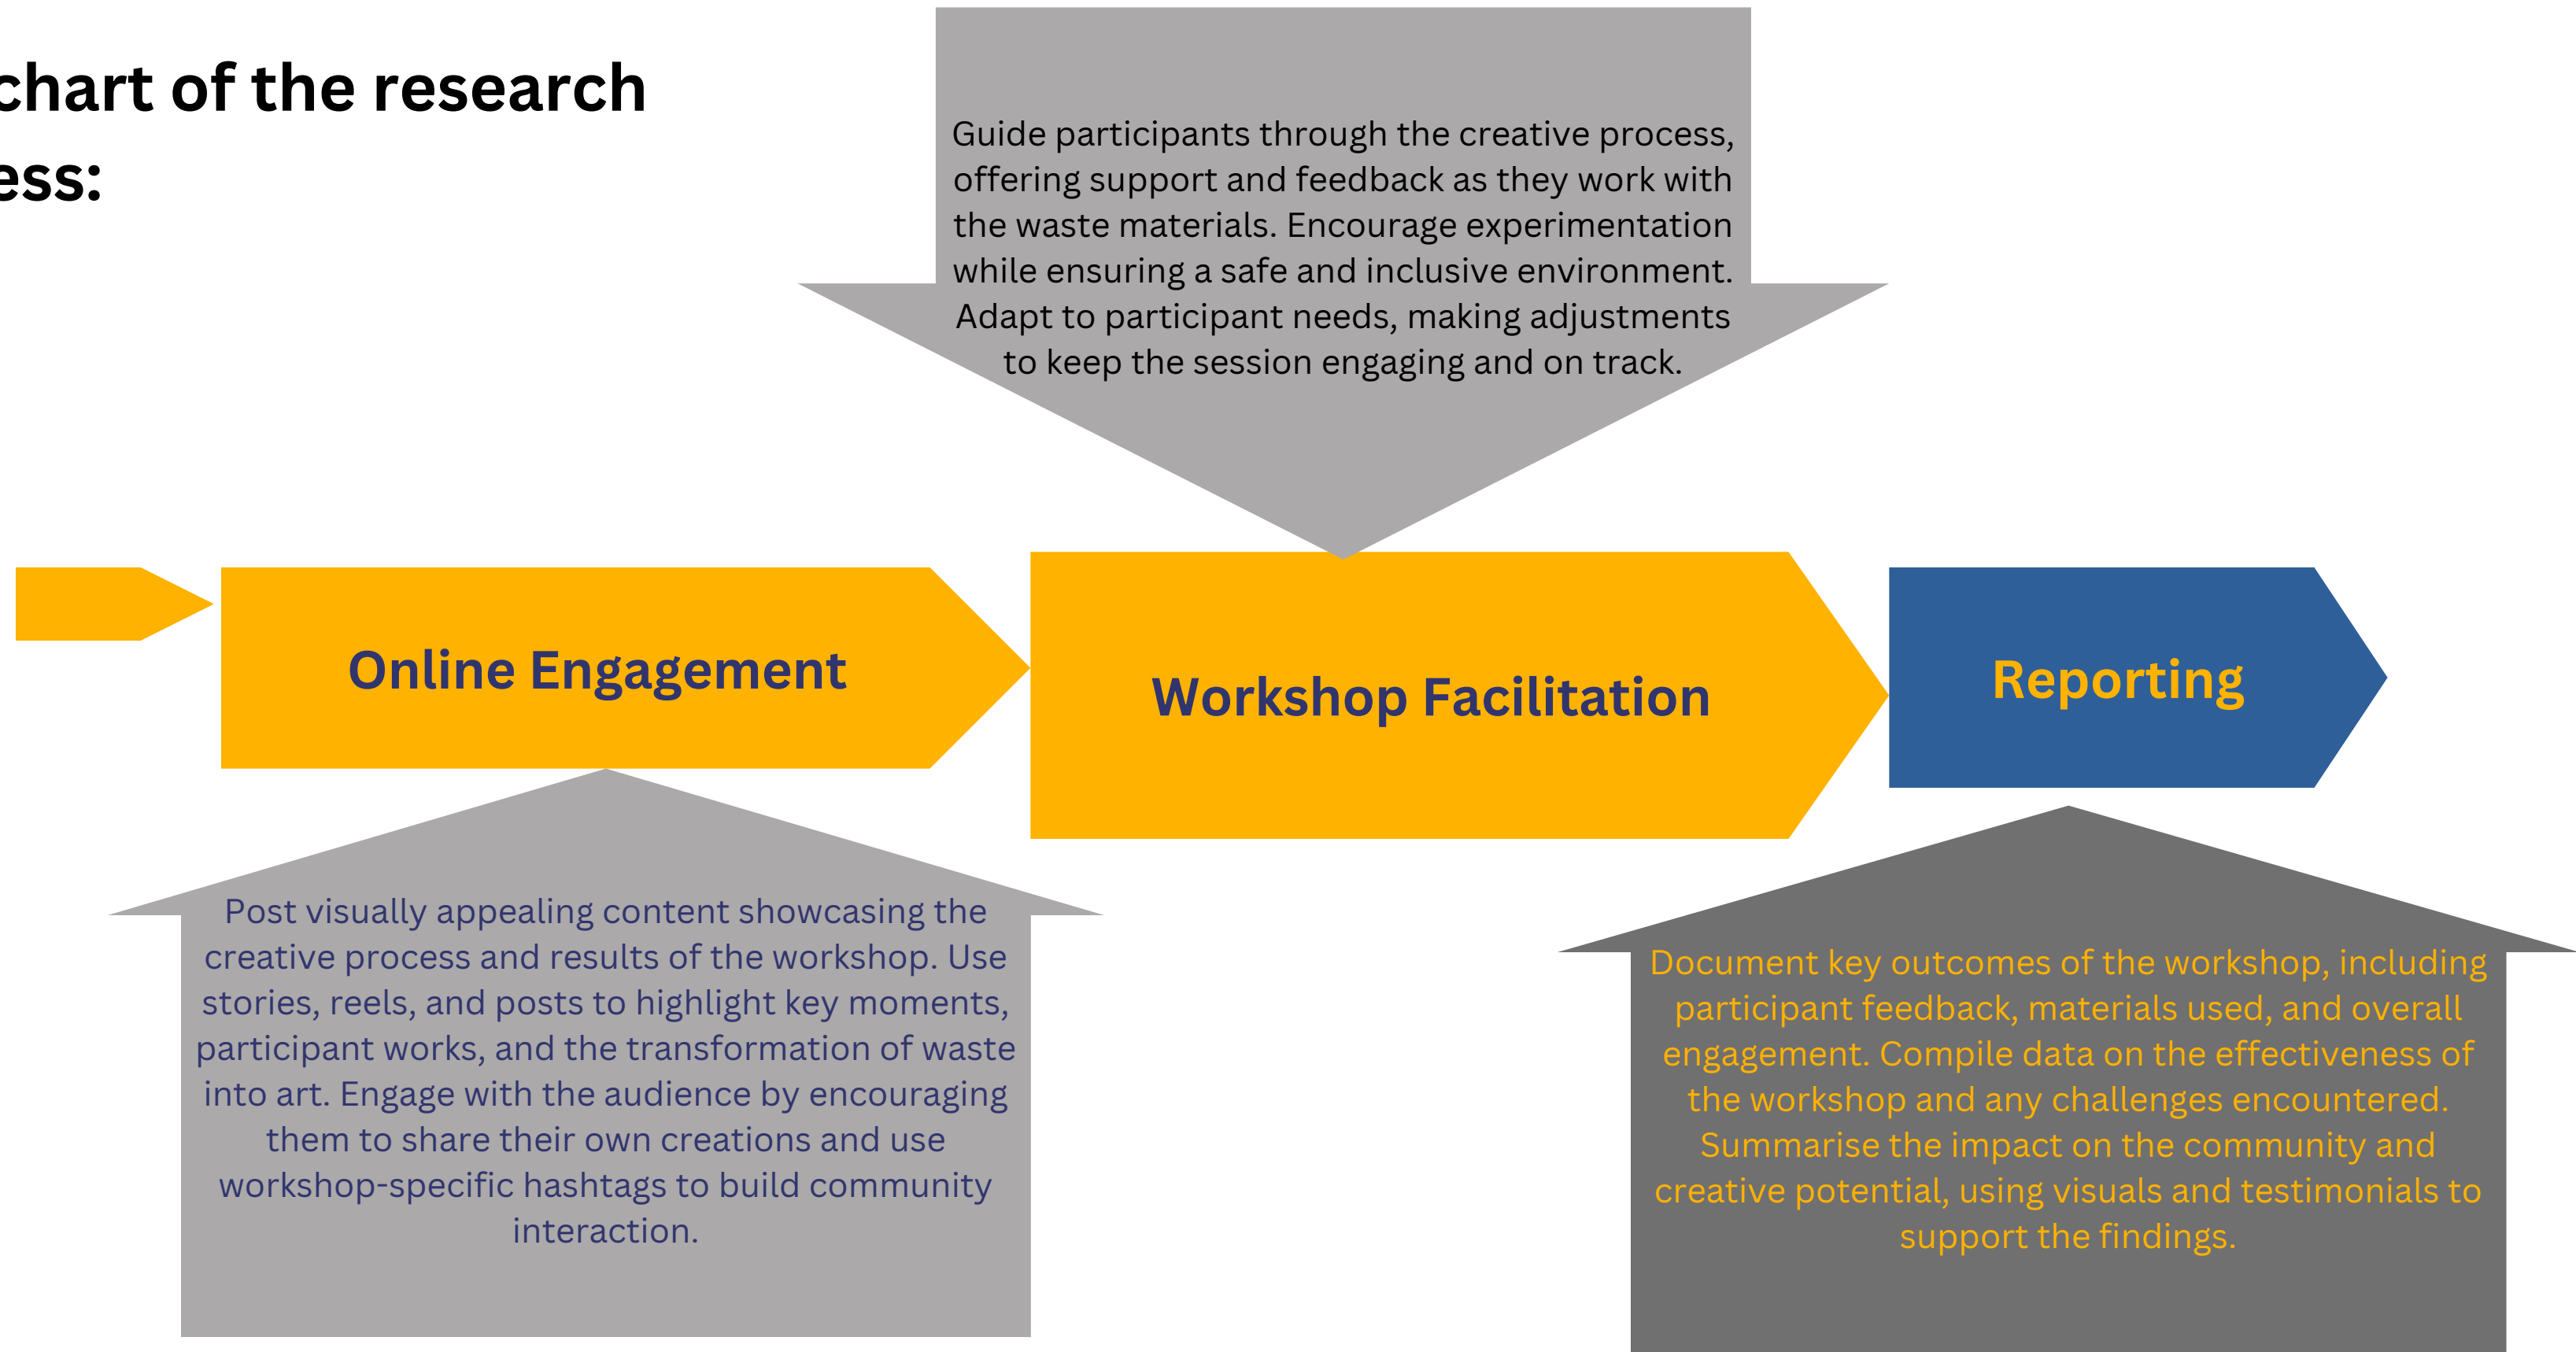 chart of the research
ess:
Guide participants through the creative process,
offering support and feedback as they work with
the waste materials. Encourage experimentation
while ensuring a safe and inclusive environment.
Adapt to participant needs, making adjustments
to keep the session engaging and on track.
Online Engagement
Workshop Facilitation
Reporting
Post visually appealing content showcasing the
creative process and results of the workshop. Use
stories, reels, and posts to highlight key moments,
participant works, and the transformation of waste
into art. Engage with the audience by encouraging
them to share their own creations and use
workshop-specific hashtags to build community
interaction.
Document key outcomes of the workshop, including
participant feedback, materials used, and overall
engagement. Compile data on the effectiveness of
the workshop and any challenges encountered.
Summarise the impact on the community and
creative potential, using visuals and testimonials to
support the findings.